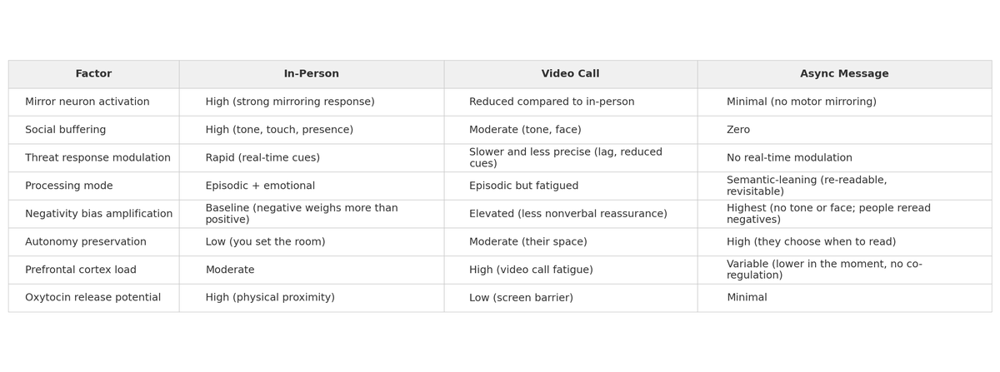 Factor In-Person Video Call Async Message
Mirror neuron activation High (strong mirroring response) Reduced compared to in-person Minimal (no motor mirroring)
Social buffering High (tone, touch, presence) Moderate (tone, face) Zero
Threat response modulation Rapid (real-time cues) Slower and less precise (lag, reduced No real-time modulation
cues)
Processing mode Episodic + emotional Episodic but fatigued Semantic-leaning (re-readable,
revisitable)
Negativity bias amplification Baseline (negative weighs more than Elevated (less nonverbal reassurance) Highest (no tone or face; people reread
positive) negatives)
Autonomy preservation Low (you set the room) Moderate (their space) High (they choose when to read)
Prefrontal cortex load Moderate High (video call fatigue) Variable (lower in the moment, no co-
regulation)
Oxytocin release potential High (physical proximity) Low (screen barrier) Minimal